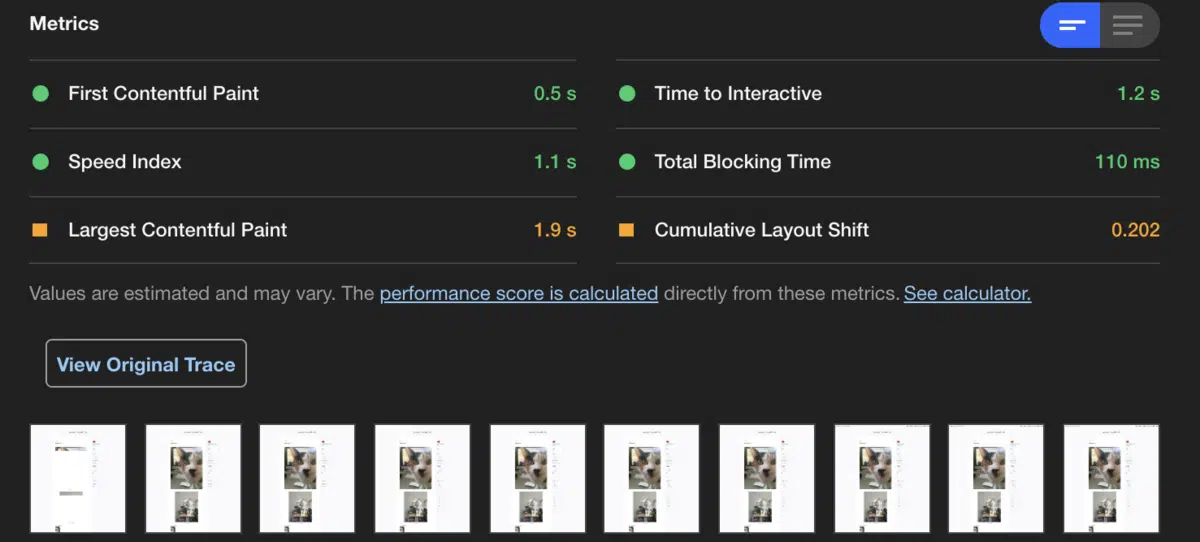 Metrics
First Contentful Paint 0.5 s
Time to Interactive 1.2 s
Speed Index 1.1 s
Total Blocking Time 110 ms
Largest Contentful Paint 1.9 s
Cumulative Layout Shift 0.202
Values are estimated and may vary. The performance score is calculated directly from these metrics. See calculator.
View Original Trace